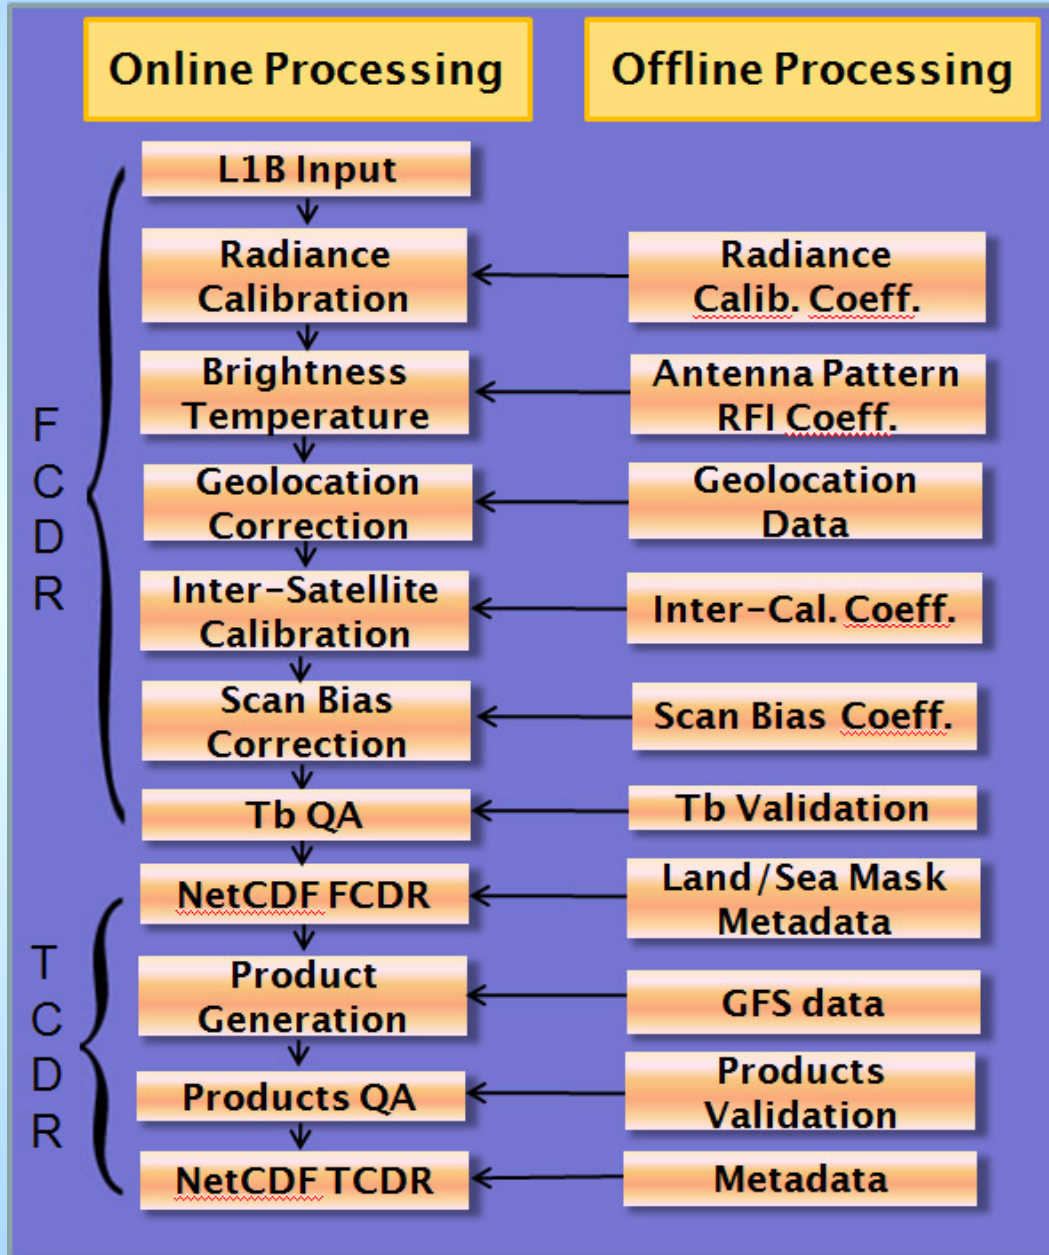 Online Processing
Offline Processing
L1B Input
Radiance
Calibration
Radiance
Calib. Coeff.
Brightness
Temperature
Antenna Pattern
RFI Coeff.
Geolocation
Correction
Geolocation
Data
Inter-Satellite
Calibration
Inter-Cal. Coeff.
Scan Bias
Correction
Scan Bias Coeff.
Tb QA
Tb Validation
NetCDF FCDR
Land/Sea Mask
Metadata
Product
Generation
GFS data
Products QA
Products
Validation
NetCDF TCDR
Metadata
F
C
D
R
T
C
D
R